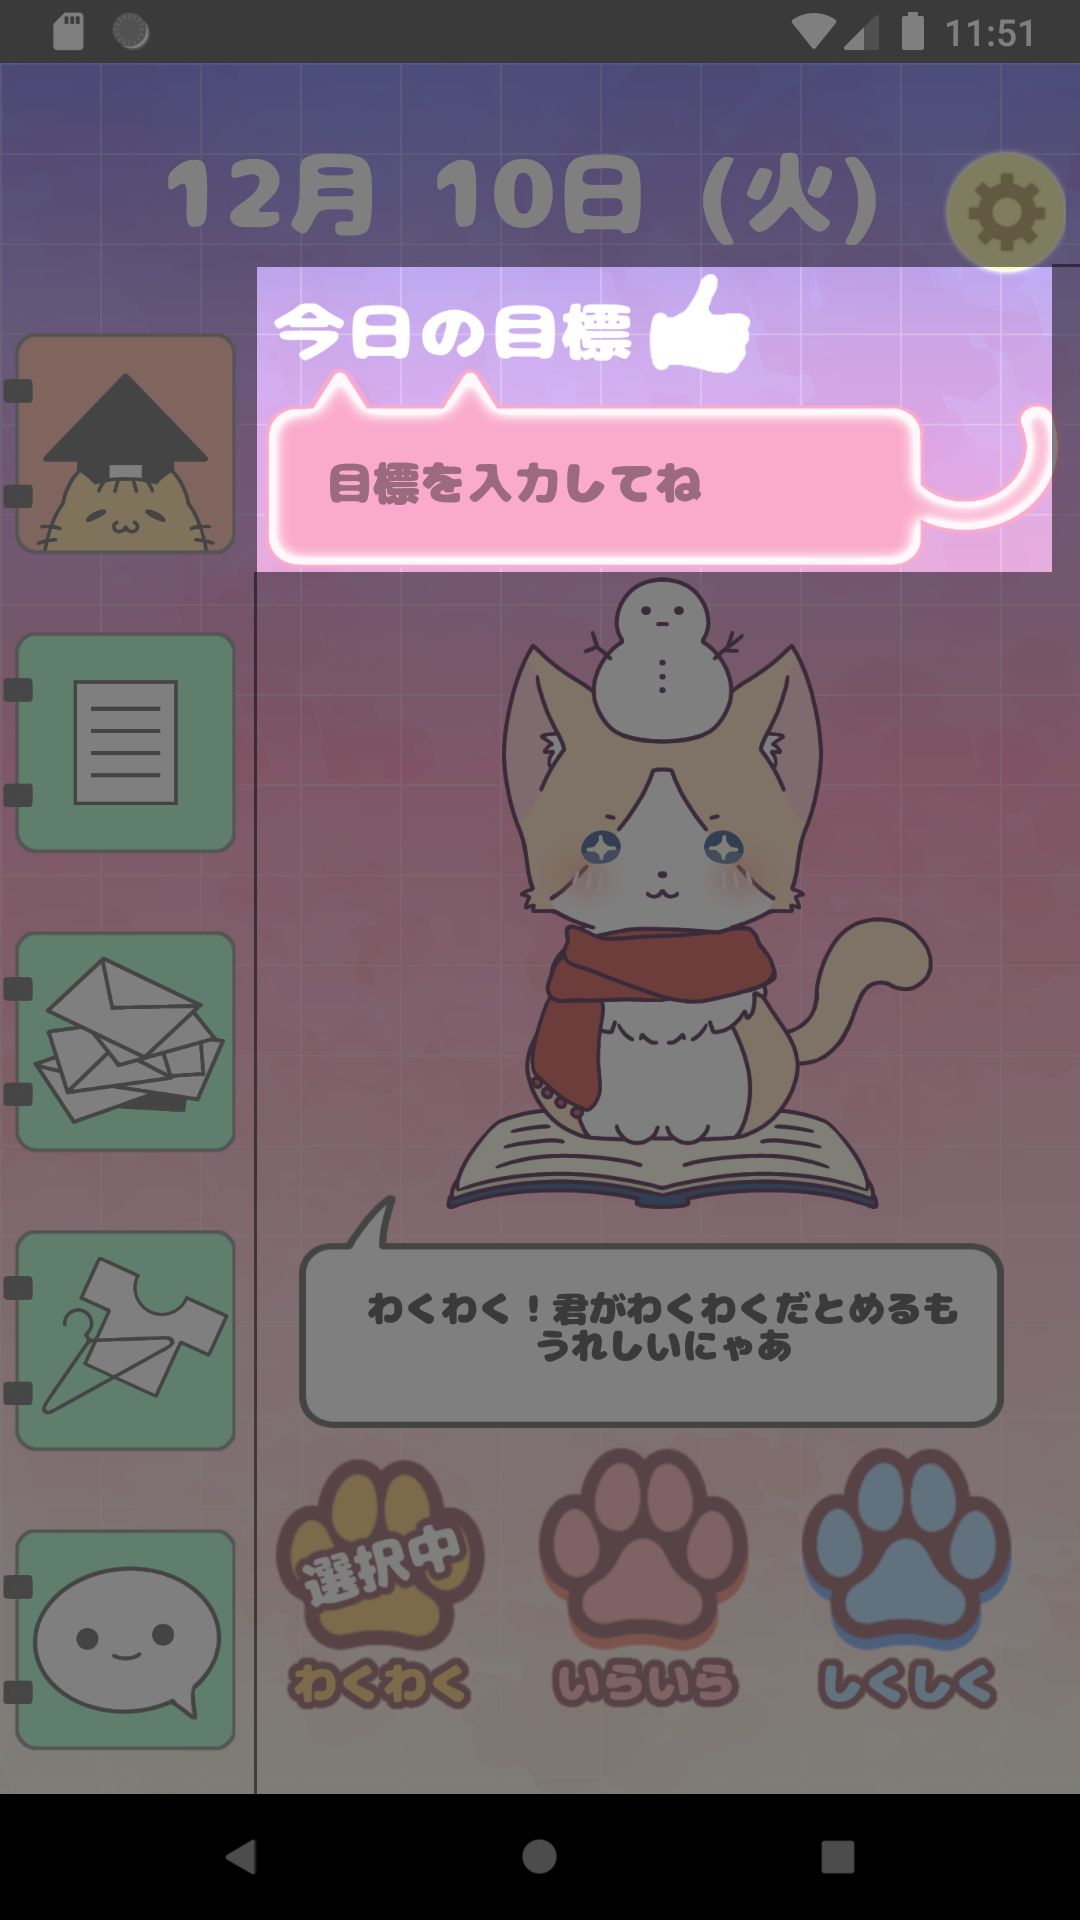 11:51
12月 10日 (火)
今日の目標
目標を入力してね
わくわく！君がわくわくだとめるも
うれしいにゃあ
選択中
わくわく
いらいら
しくしく